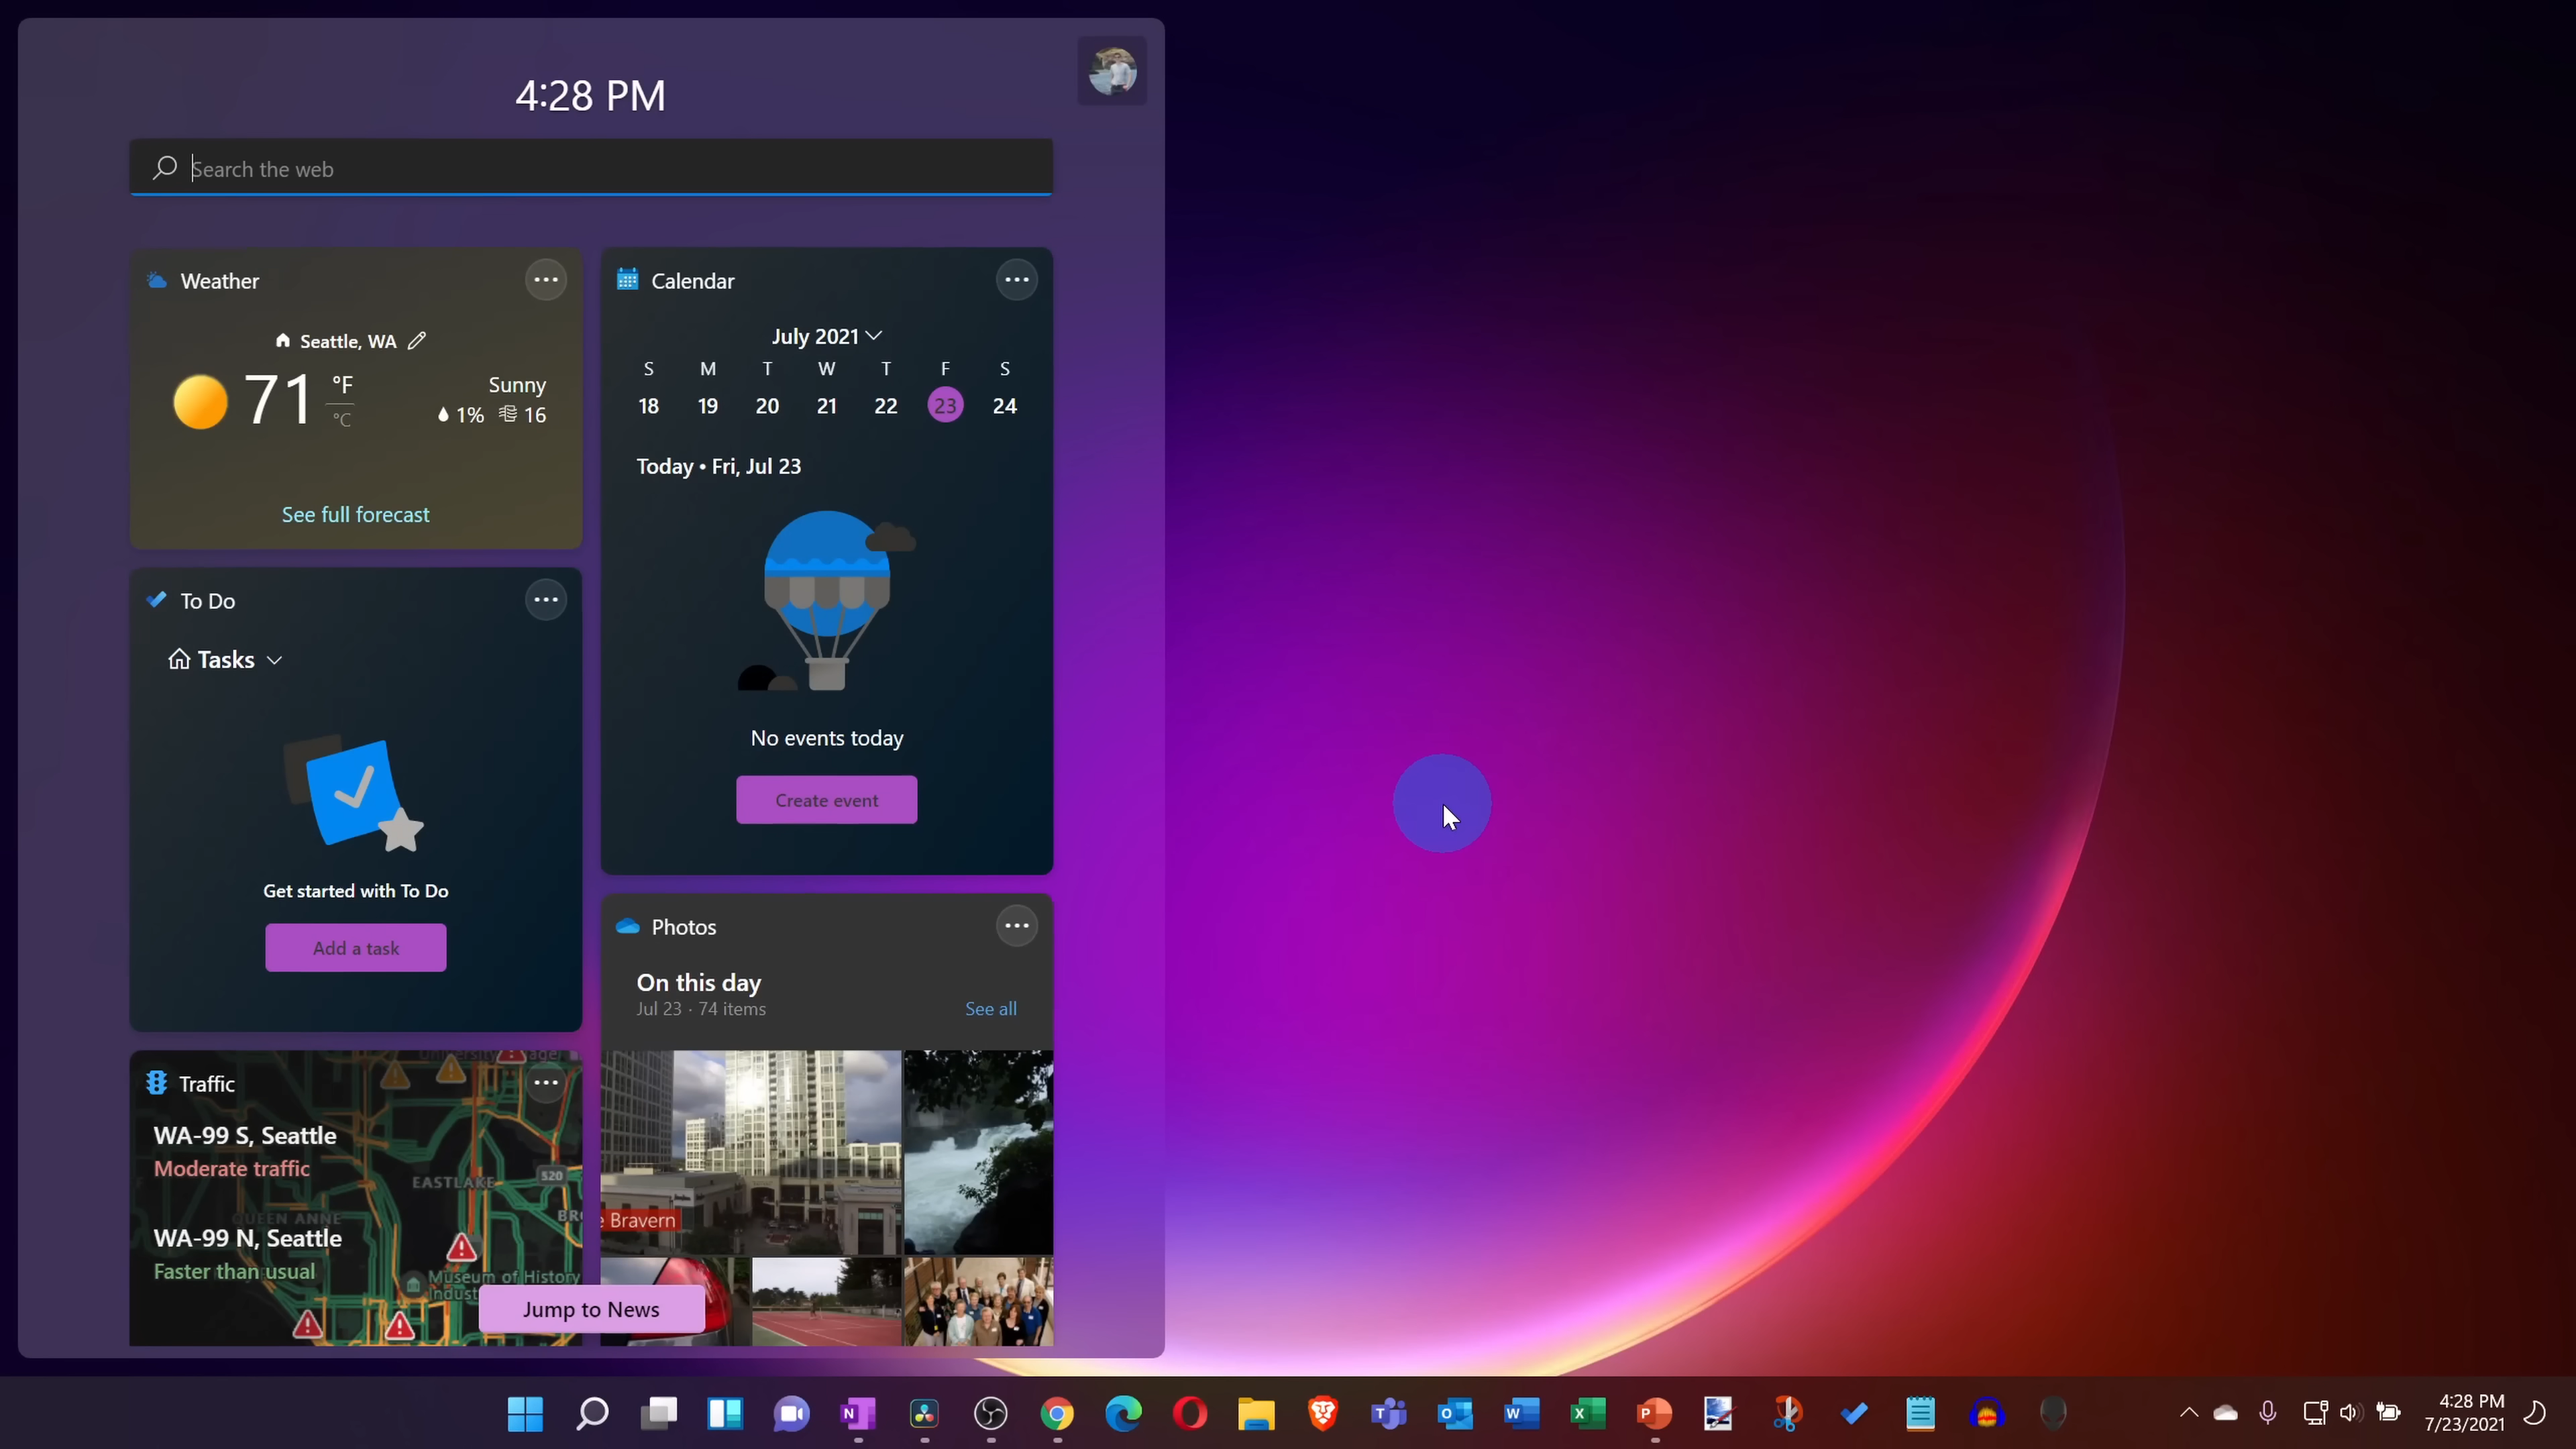 4:28 PM
Search the web
Weather
Seattle, WA
71 °F
°C
Sunny
1% 16
See full forecast
Calendar
July 2021
S M T W T F S
18 19 20 21 22 23 24
Today • Fri, Jul 23
No events today
Create event
To Do
Tasks
Get started with To Do
Add a task
Photos
On this day
Jul 23 · 74 items
See all
Bravern
Traffic
WA-99 S, Seattle
Moderate traffic
EASTLAKE
520
QUEEN ANNE
WA-99 N, Seattle
Faster than usual
Museum of History
Indust
Jump to News
4:28 PM
7/23/2021